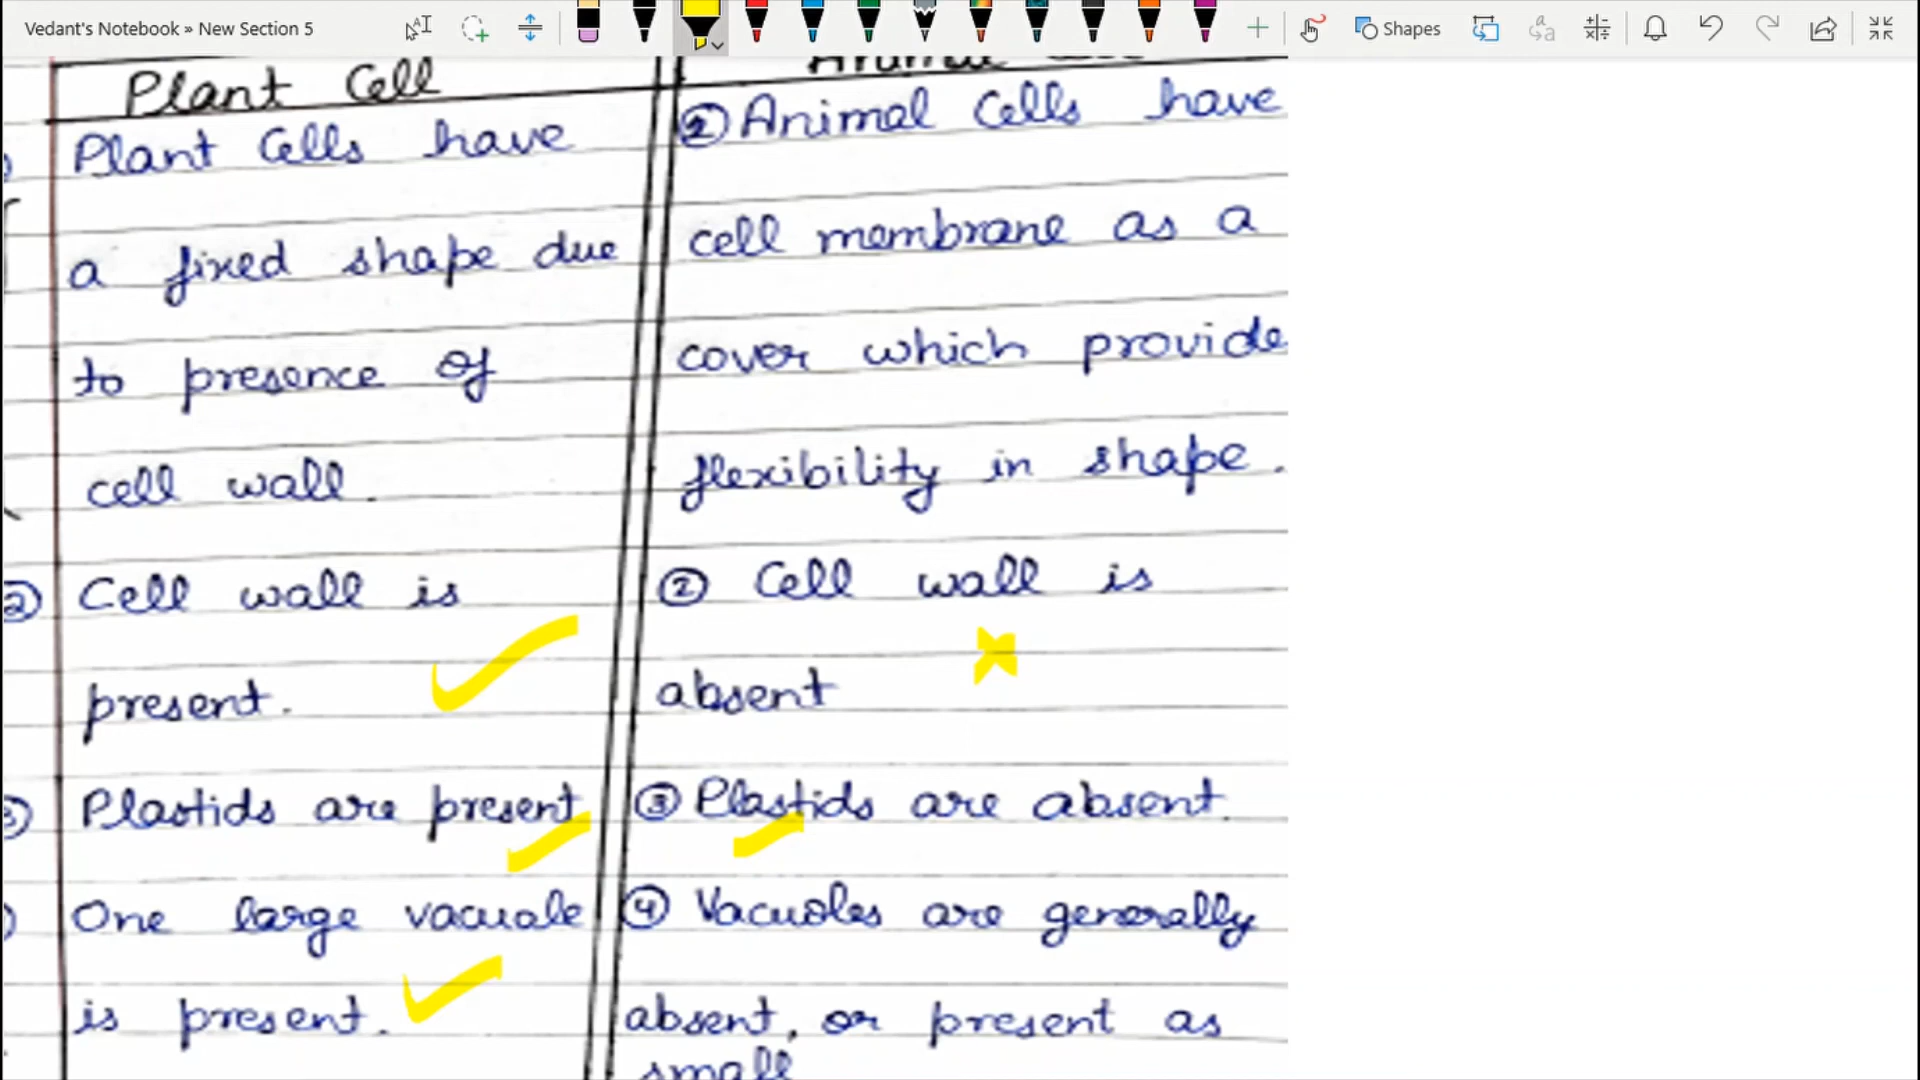 Vedant's Notebook » New Section 5
Shapes
Plant Cell
Plant Cells have
a fixed shape due
to presence of
cell wall.
② Cell wall is
present.
③ Plastids are present
One large vacuale
is present.
② Animal Cells have
cell membrane as a
cover which provide
flexibility in shape.
② Cell wall is
absent
③ Plastids are absent.
④ Vacuoles are generally
absent, or present as
small